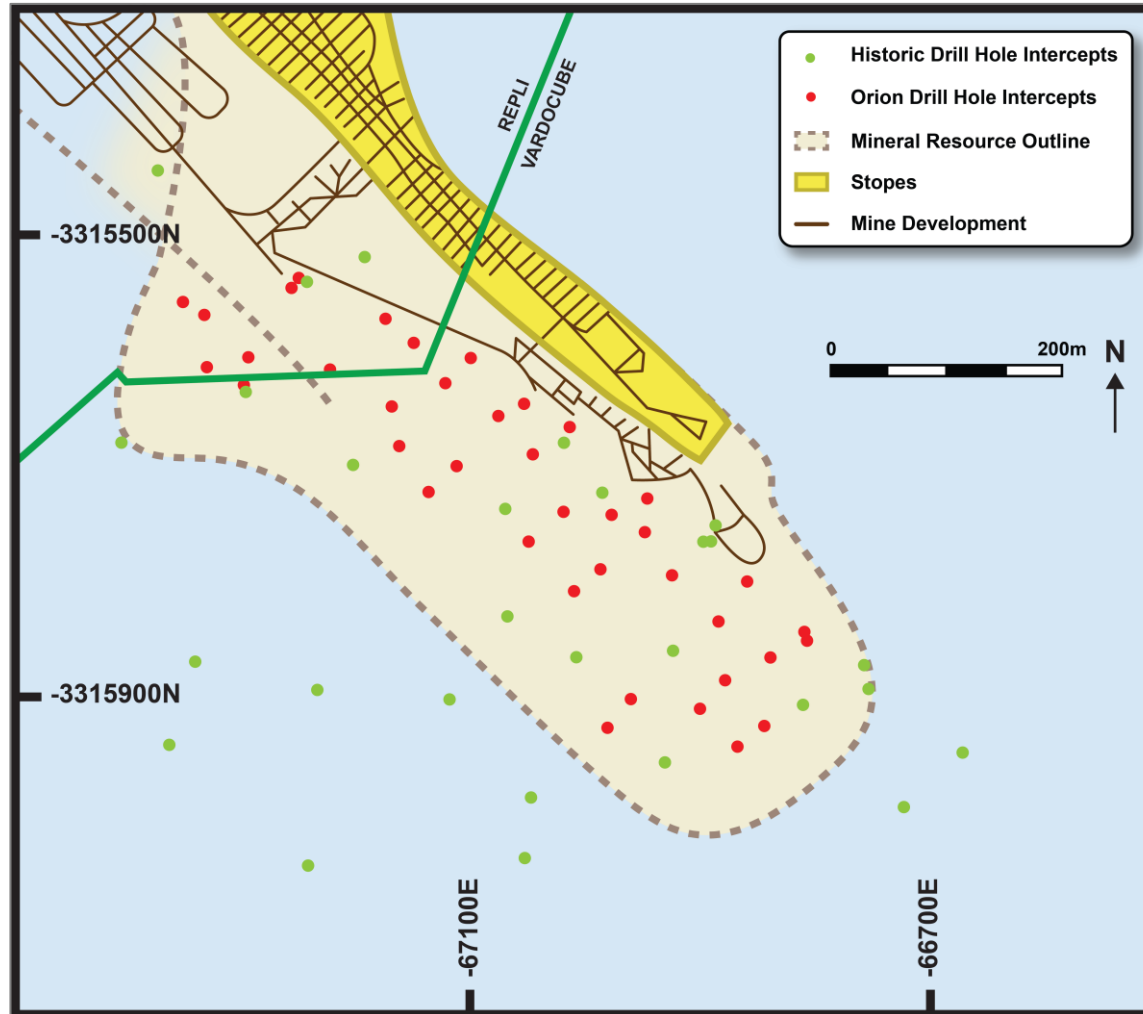 REPLI
VARDOCUBE
Historic Drill Hole Intercepts
Orion Drill Hole Intercepts
Mineral Resource Outline
Stopes
Mine Development
-3315500N
0 200m
N
-3315900N
-67100E
-66700E